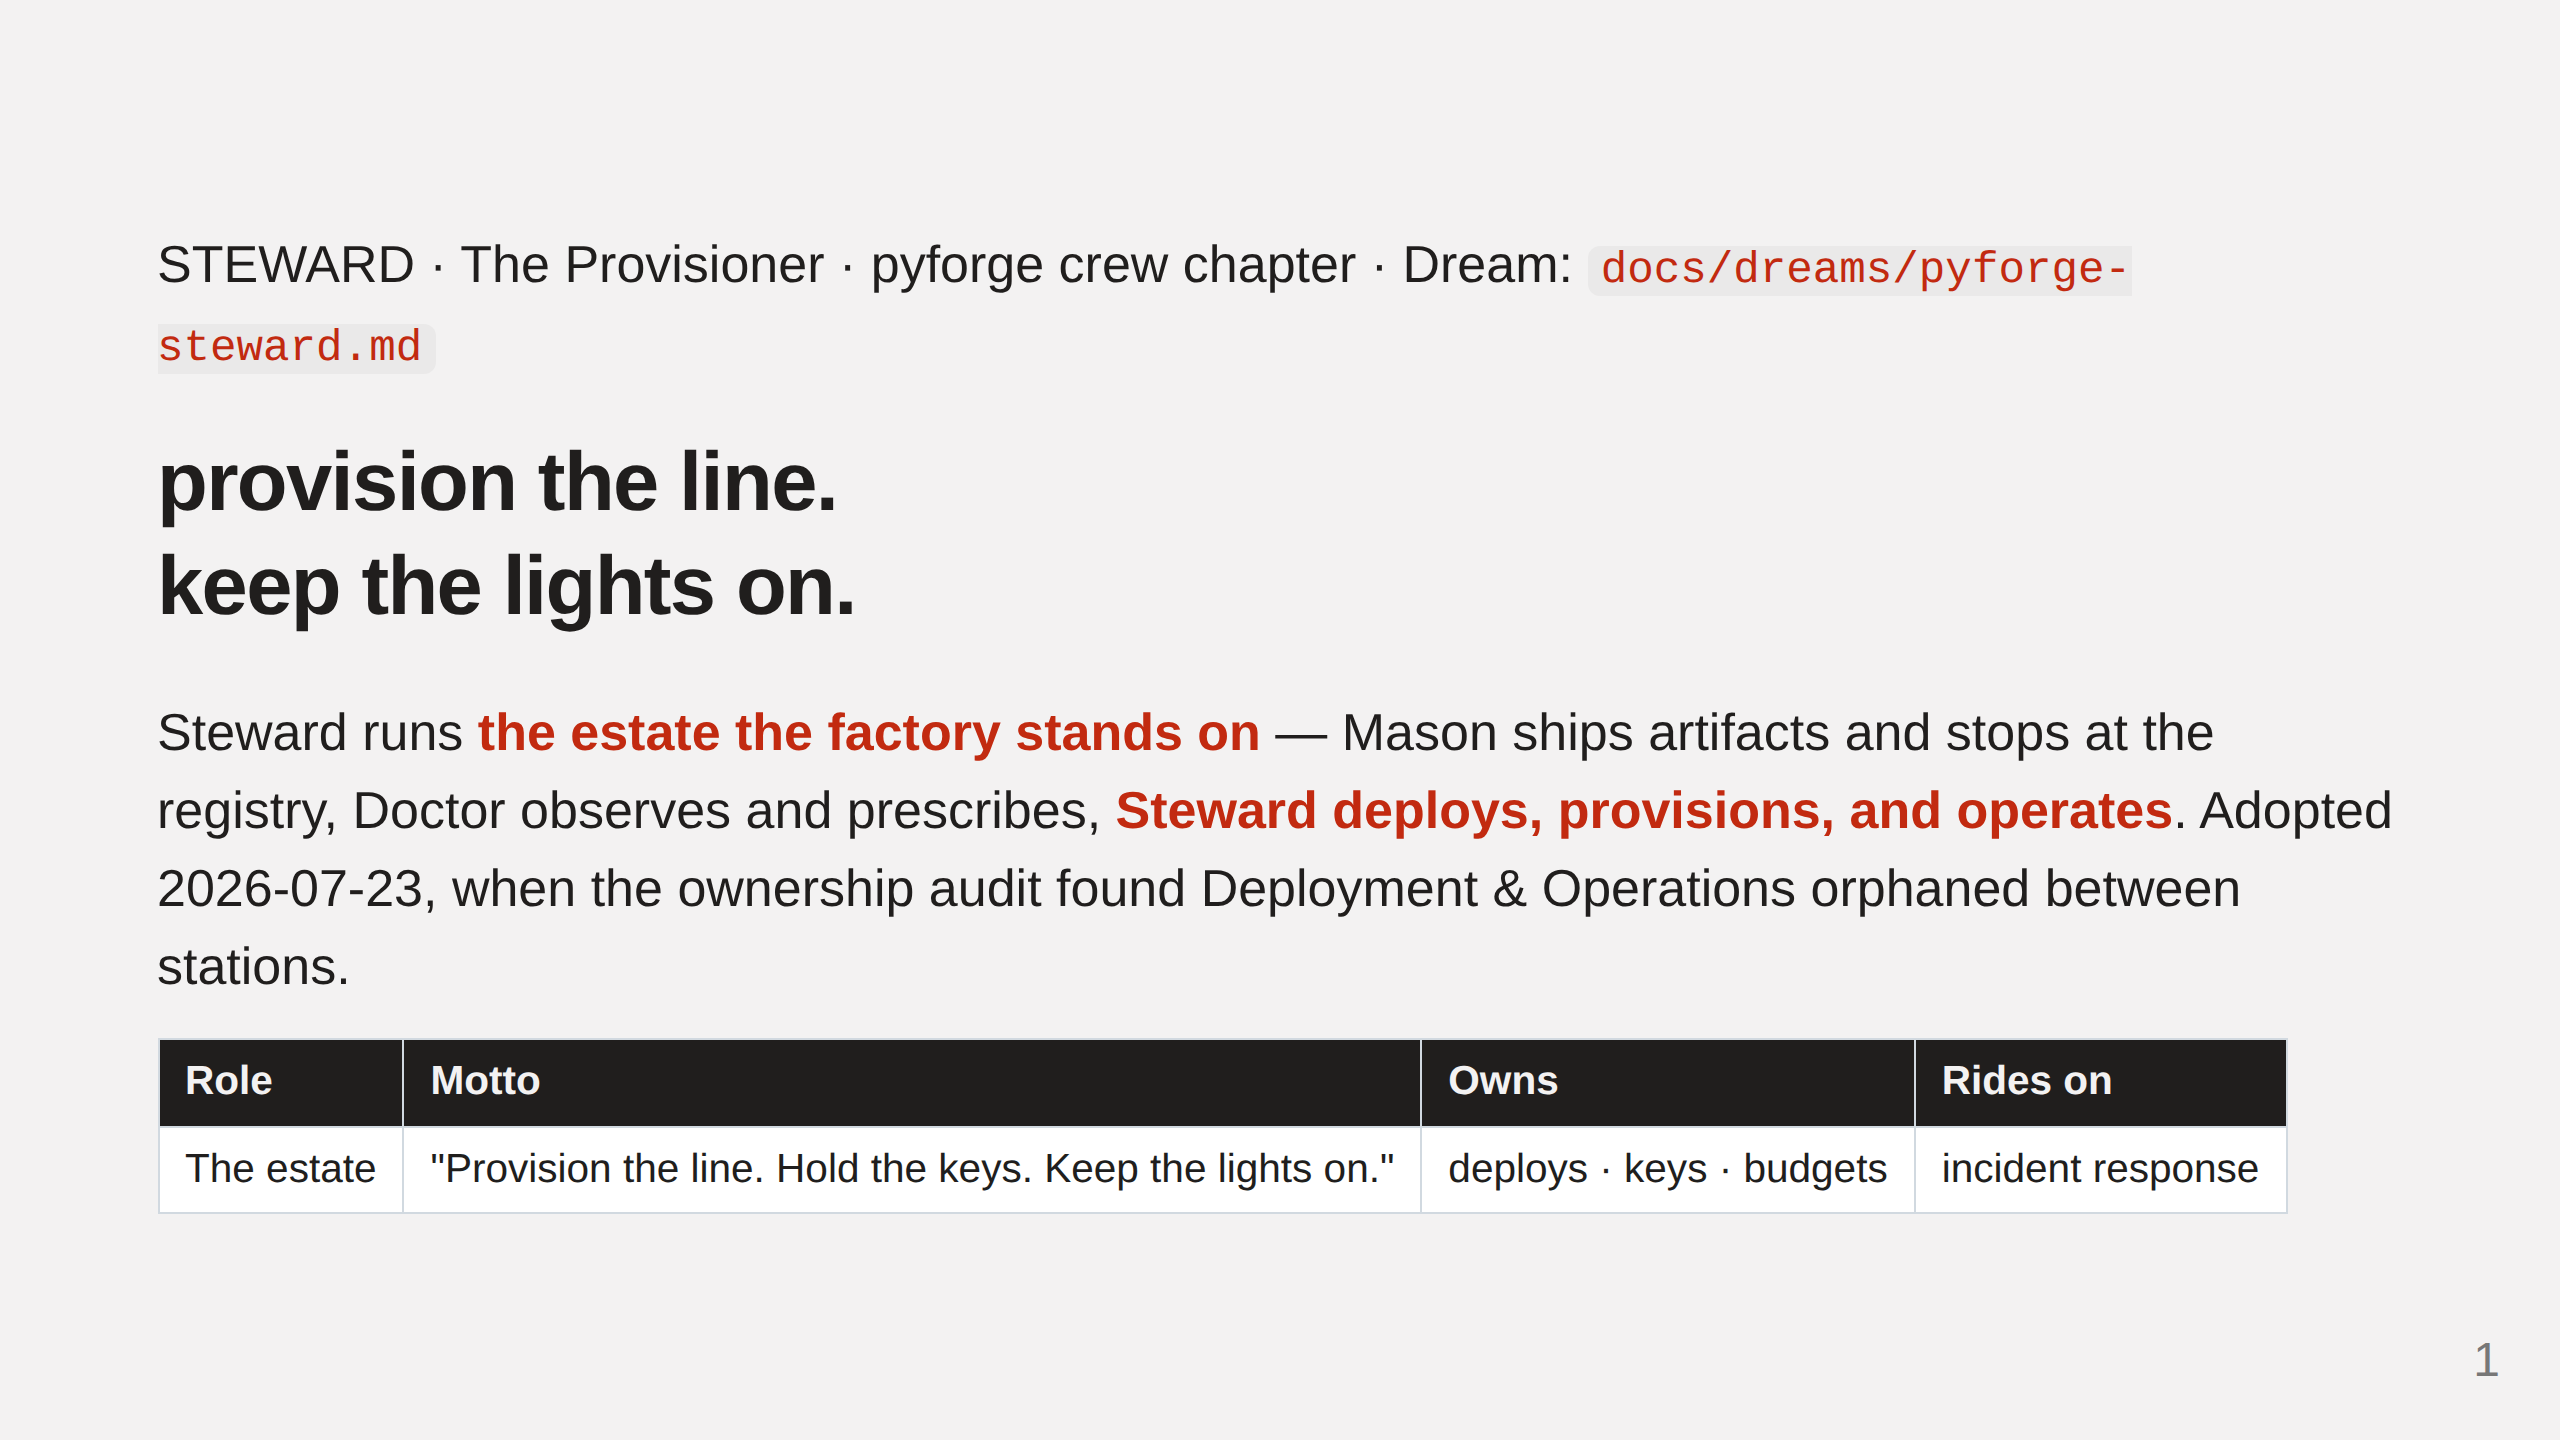 STEWARD · The Provisioner · pyforge crew chapter · Dream: docs/dreams/pyforge-
steward.md
provision the line.
keep the lights on.
Steward runs the estate the factory stands on — Mason ships artifacts and stops at the
registry, Doctor observes and prescribes, Steward deploys, provisions, and operates. Adopted
2026-07-23, when the ownership audit found Deployment & Operations orphaned between
stations.
Role Motto Owns Rides on
The estate "Provision the line. Hold the keys. Keep the lights on." deploys · keys · budgets incident response
1